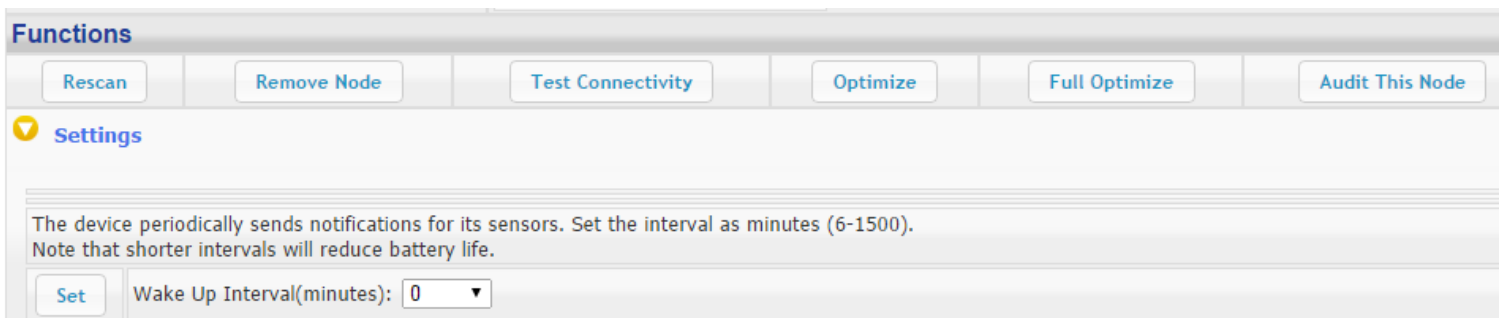 Functions
Rescan Remove Node Test Connectivity Optimize Full Optimize Audit This Node
Settings
The device periodically sends notifications for its sensors. Set the interval as minutes (6-1500).
Note that shorter intervals will reduce battery life.
Set Wake Up Interval(minutes): 0